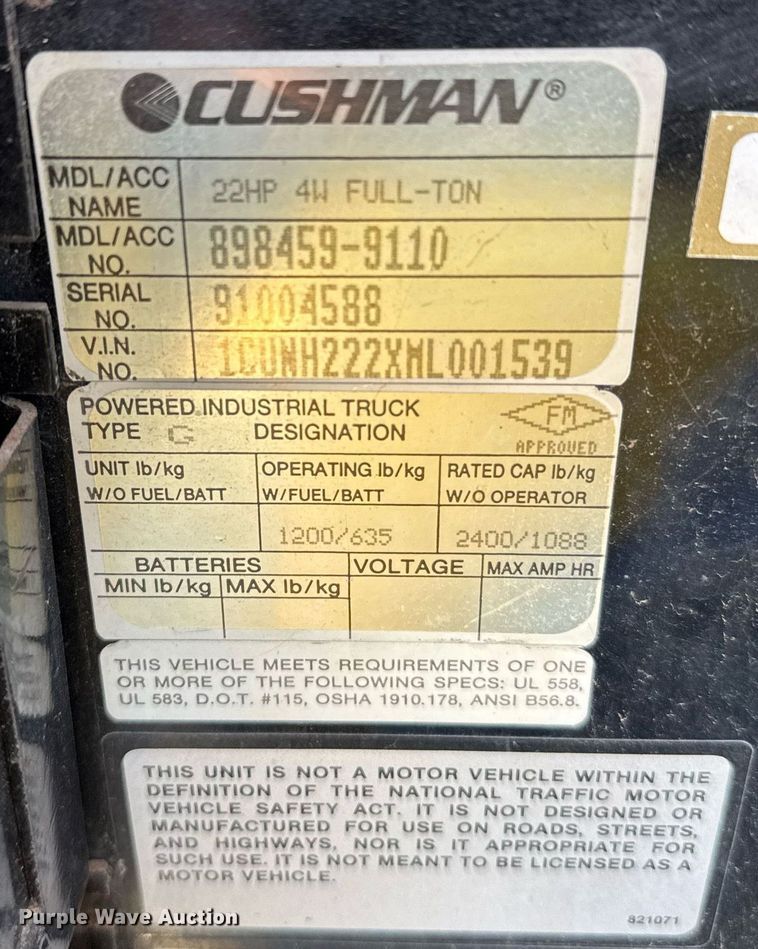 CUSHMAN®
MDL/ACC NAME 22HP 4W FULL-TON
MDL/ACC NO. 898459-9110
SERIAL NO. 91004588
V.I.N. NO. 1CUNH222XML001539
POWERED INDUSTRIAL TRUCK
TYPE G DESIGNATION
FM
APPROVED
UNIT lb/kg W/O FUEL/BATT
OPERATING lb/kg W/FUEL/BATT
RATED CAP lb/kg W/O OPERATOR
1200/635 2400/1088
BATTERIES VOLTAGE MAX AMP HR
MIN lb/kg MAX lb/kg
THIS VEHICLE MEETS REQUIREMENTS OF ONE
OR MORE OF THE FOLLOWING SPECS: UL 558,
UL 583, D.O.T. #115, OSHA 1910.178, ANSI B56.8.
THIS UNIT IS NOT A MOTOR VEHICLE WITHIN THE
DEFINITION OF THE NATIONAL TRAFFIC MOTOR
VEHICLE SAFETY ACT. IT IS NOT DESIGNED OR
MANUFACTURED FOR USE ON ROADS, STREETS,
AND HIGHWAYS, NOR IS IT APPROPRIATE FOR
SUCH USE. IT IS NOT MEANT TO BE LICENSED AS A
MOTOR VEHICLE.
821071
Purple Wave Auction